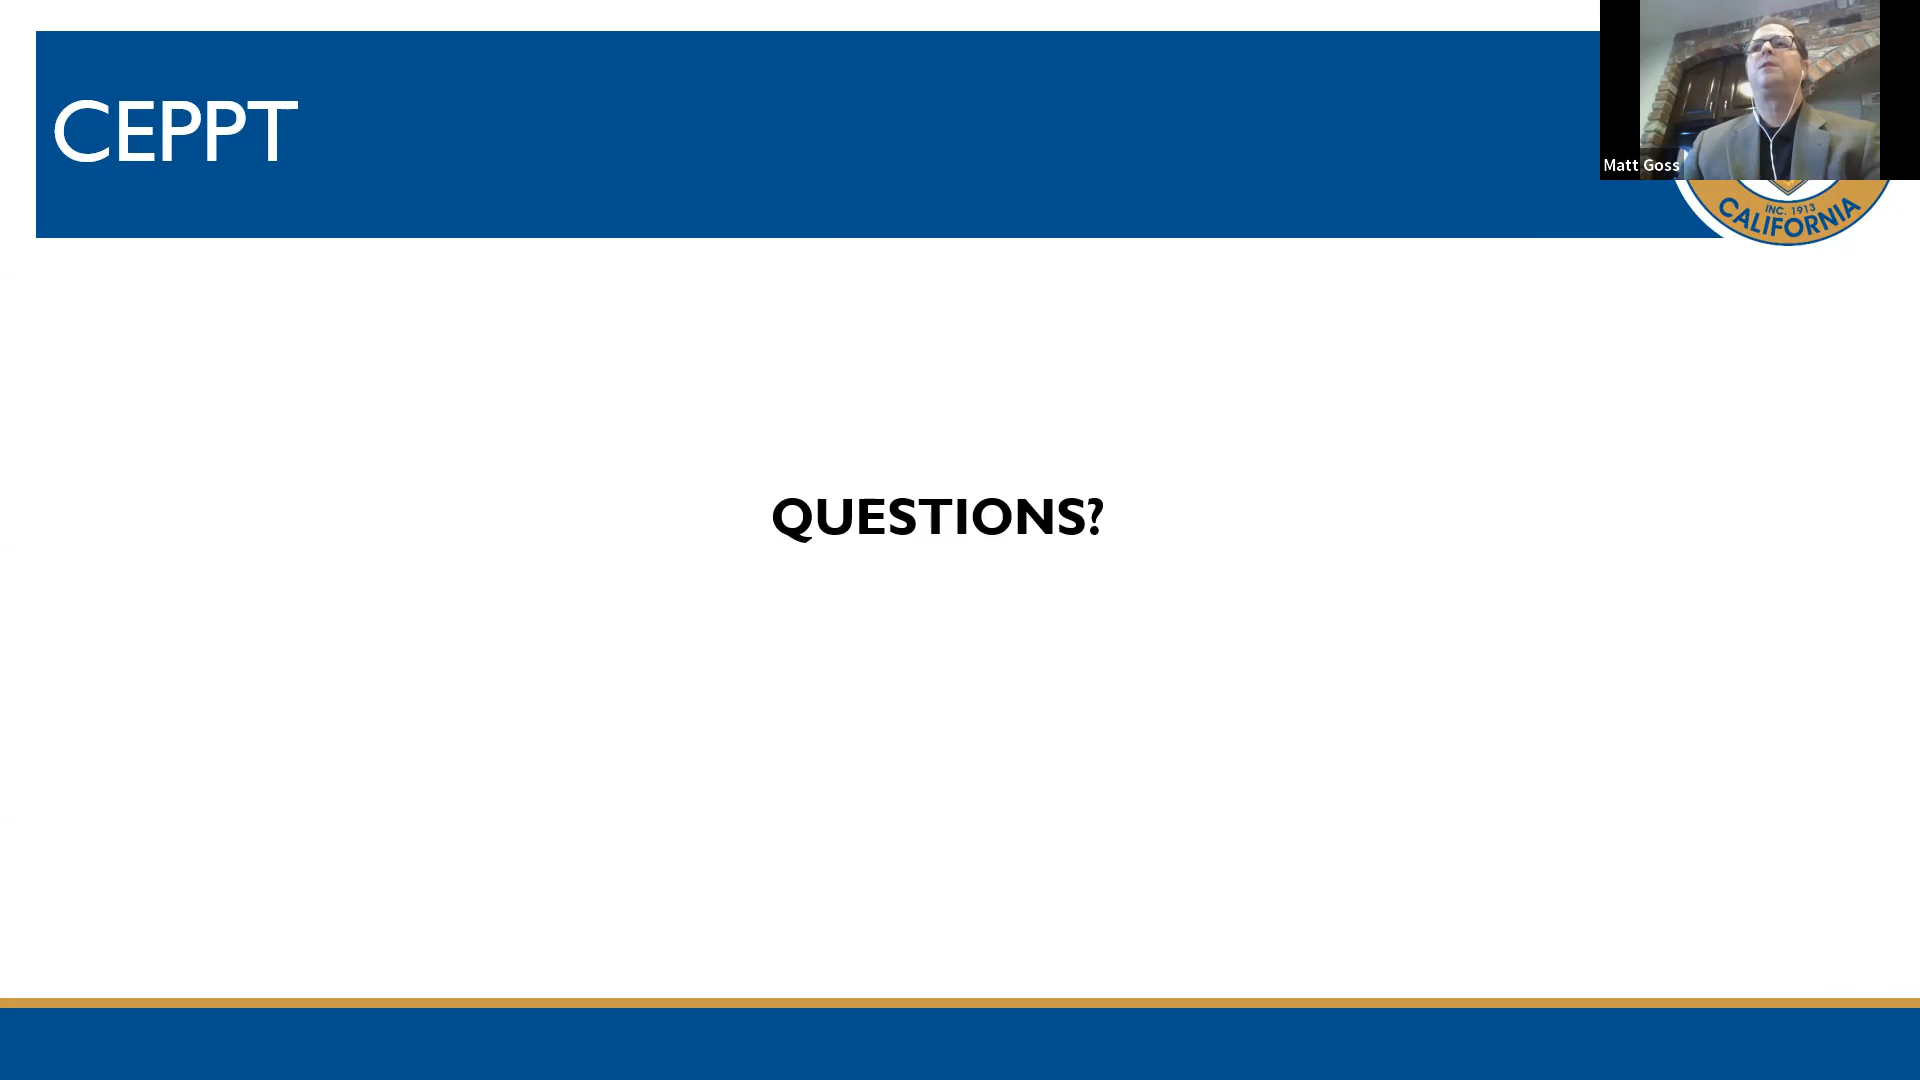 CEPPT
Matt Goss
INC. 1913
CALIFORNIA
QUESTIONS?